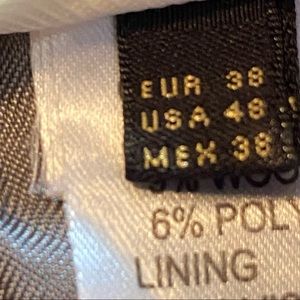 EUR 38
USA 48
MEX 38
6% POLY
LINING